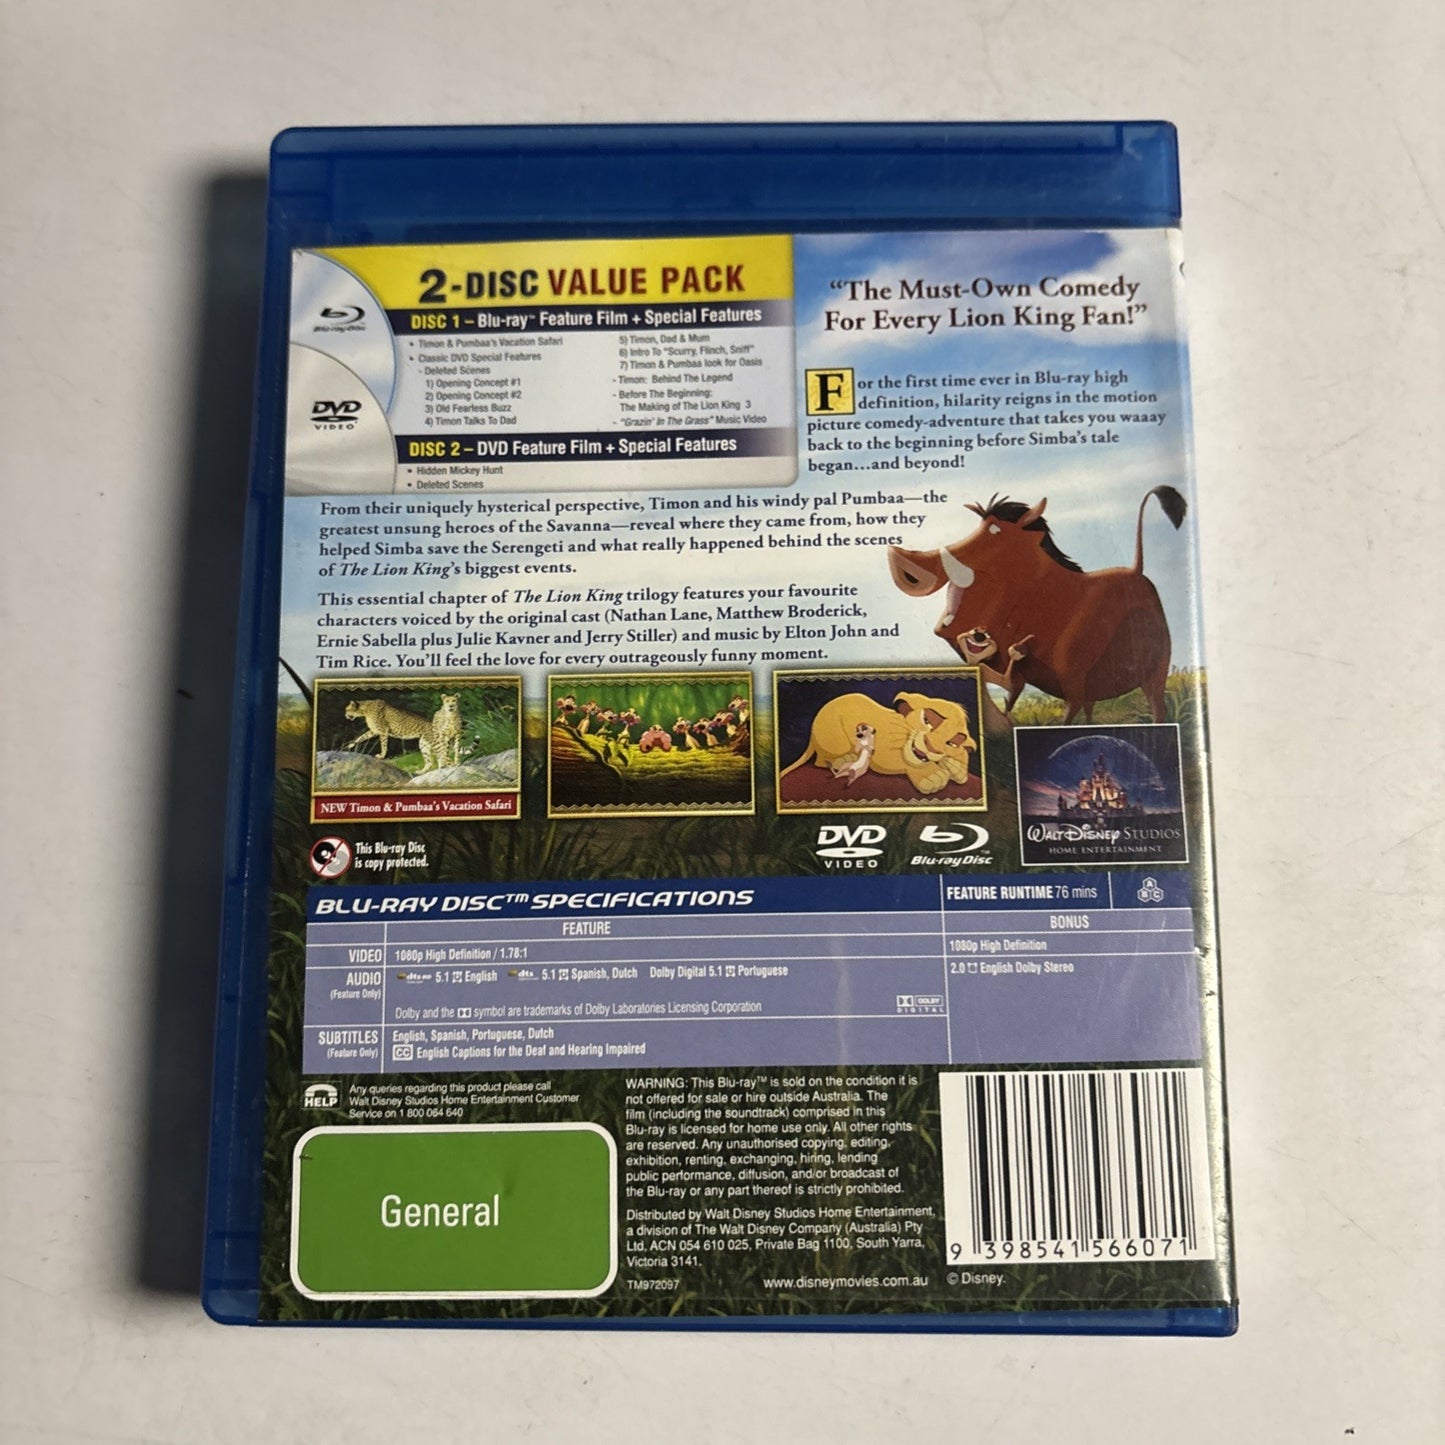 2-DISC VALUE PACK
Blu-ray Disc
DISC 1 – Blu-ray™ Feature Film + Special Features
• Timon & Pumbaa's Vacation Safari
• Classic DVD Special Features
- Deleted Scenes
1) Opening Concept #1
2) Opening Concept #2
3) Old Fearless Buzz
4) Timon Talks To Dad
5) Timon, Dad & Mum
6) Intro To "Scurry, Flinch, Sniff"
7) Timon & Pumbaa look for Oasis
- Timon: Behind The Legend
- Before The Beginning:
The Making of The Lion King 3
- "Grazin' In The Grass" Music Video
DVD
VIDEO
DISC 2 – DVD Feature Film + Special Features
• Hidden Mickey Hunt
• Deleted Scenes
"The Must-Own Comedy
For Every Lion King Fan!"
For the first time ever in Blu-ray high
definition, hilarity reigns in the motion
picture comedy-adventure that takes you waaay
back to the beginning before Simba's tale
began...and beyond!
From their uniquely hysterical perspective, Timon and his windy pal Pumbaa—the
greatest unsung heroes of the Savanna—reveal where they came from, how they
helped Simba save the Serengeti and what really happened behind the scenes
of The Lion King's biggest events.
This essential chapter of The Lion King trilogy features your favourite
characters voiced by the original cast (Nathan Lane, Matthew Broderick,
Ernie Sabella plus Julie Kavner and Jerry Stiller) and music by Elton John and
Tim Rice. You'll feel the love for every outrageously funny moment.
NEW Timon & Pumbaa's Vacation Safari
This Blu-ray Disc
is copy protected.
DVD
VIDEO
Blu-ray Disc™
WALT DISNEY STUDIOS
HOME ENTERTAINMENT
BLU-RAY DISC™ SPECIFICATIONS
FEATURE RUNTIME 76 mins
A
B C
FEATURE
BONUS
VIDEO
1080p High Definition / 1.78:1
1080p High Definition
AUDIO
(Feature Only)
dts-HD 5.1 English dts 5.1 Spanish, Dutch Dolby Digital 5.1 Portuguese
2.0 English Dolby Stereo
Dolby and the symbol are trademarks of Dolby Laboratories Licensing Corporation
DOLBY
DIGITAL
SUBTITLES
(Feature Only)
English, Spanish, Portuguese, Dutch
CC English Captions for the Deaf and Hearing Impaired
HELP
Any queries regarding this product please call
Walt Disney Studios Home Entertainment Customer
Service on 1 800 064 640
General
WARNING: This Blu-ray™ is sold on the condition it is
not offered for sale or hire outside Australia. The
film (including the soundtrack) comprised in this
Blu-ray is licensed for home use only. All other rights
are reserved. Any unauthorised copying, editing,
exhibition, renting, exchanging, hiring, lending
public performance, diffusion, and/or broadcast of
the Blu-ray or any part thereof is strictly prohibited.
Distributed by Walt Disney Studios Home Entertainment,
a division of The Walt Disney Company (Australia) Pty
Ltd, ACN 054 610 025, Private Bag 1100, South Yarra,
Victoria 3141.
TM972097
www.disneymovies.com.au
© Disney.
9 398541 566071